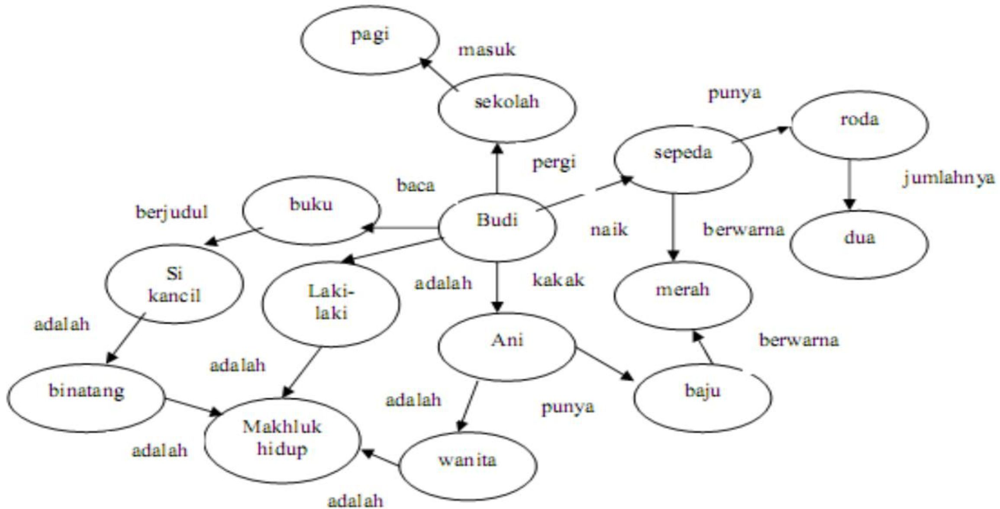 pagi
masuk
sekolah
punya
roda
sepeda
pergi
jumlahnya
baca
buku
berjudul
Budi
naik
berwarna
dua
Si
kancil
Laki-
laki
adalah
kakak
merah
adalah
Ani
berwarna
adalah
binatang
baju
adalah
punya
Makhluk
hidup
adalah
wanita
adalah